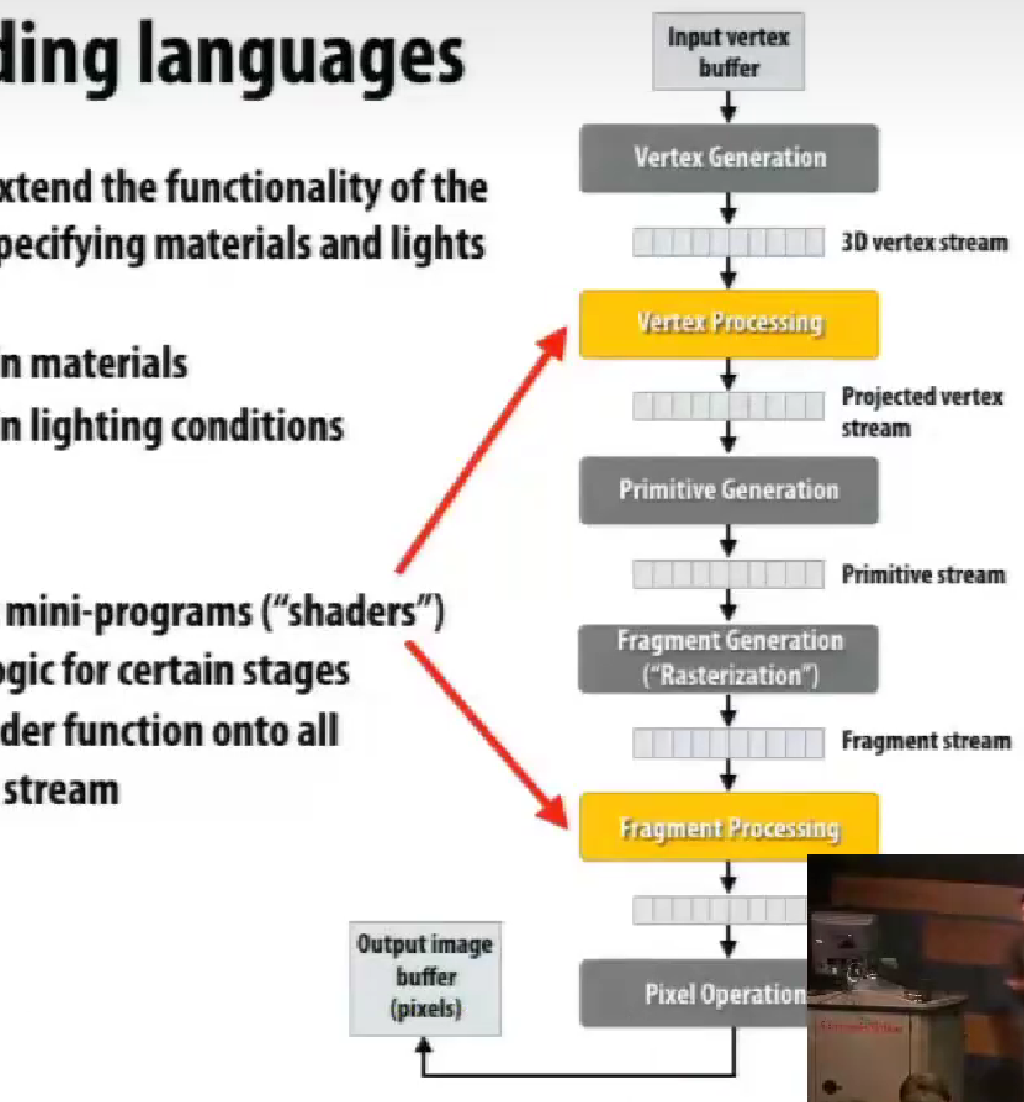 ding languages
xtend the functionality of the
pecifying materials and lights
n materials
n lighting conditions
mini-programs (“shaders”)
ogic for certain stages
der function onto all
stream
Input vertex
buffer
Vertex Generation
3D vertex stream
Vertex Processing
Projected vertex
stream
Primitive Generation
Primitive stream
Fragment Generation
(“Rasterization”)
Fragment stream
Fragment Processing
Pixel Operation
Output image
buffer
(pixels)